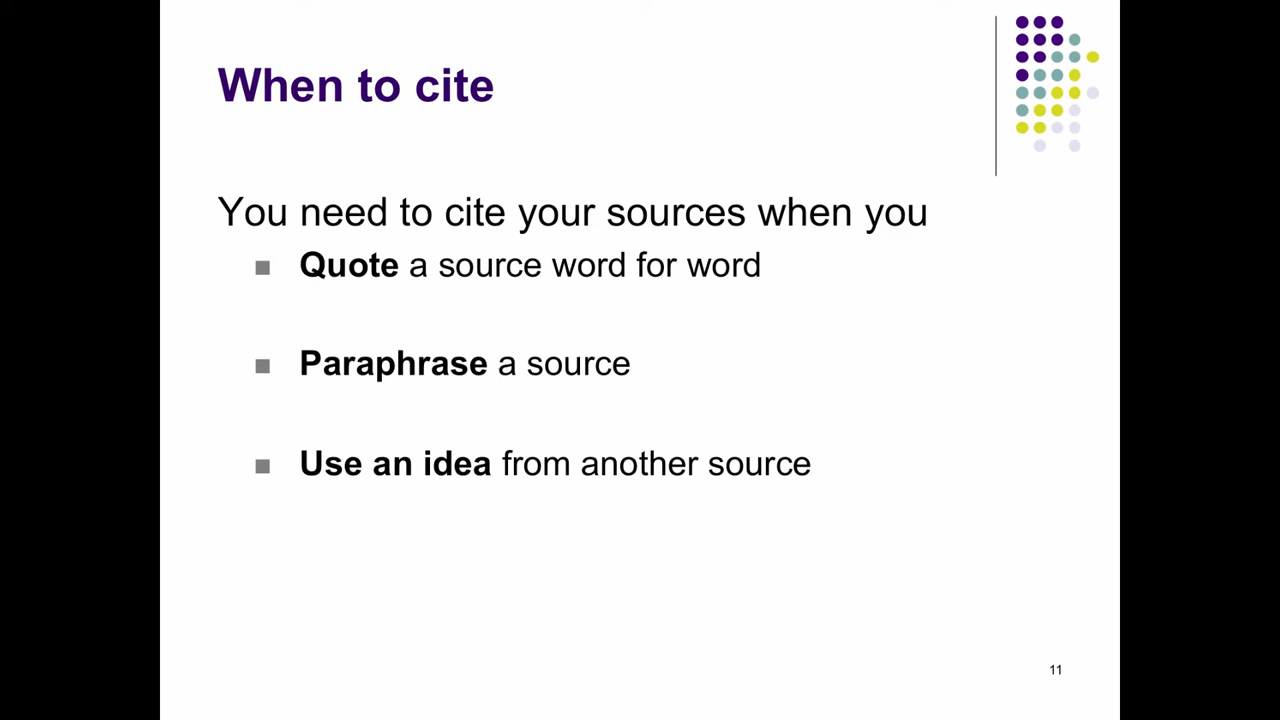 When to cite
You need to cite your sources when you
■ Quote a source word for word
■ Paraphrase a source
■ Use an idea from another source
11